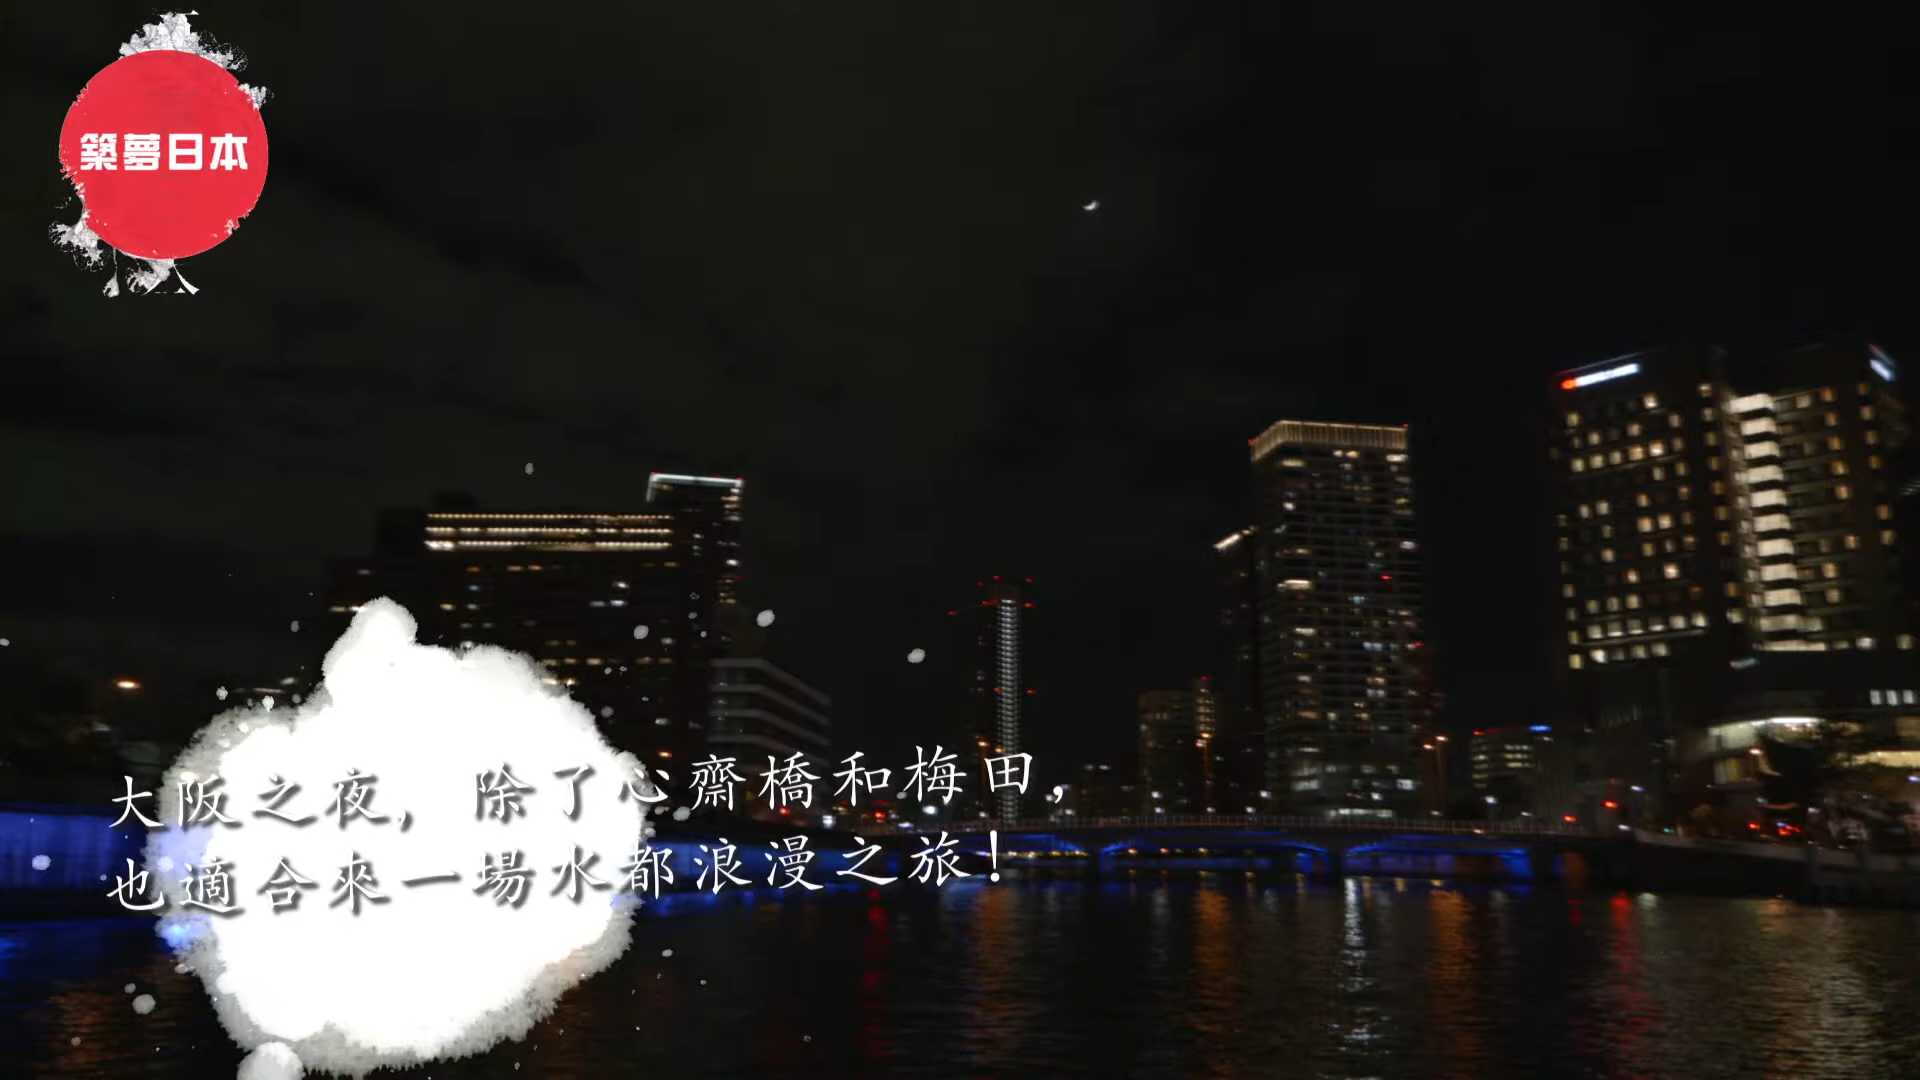 築夢日本
大阪之夜，除了心齋橋和梅田，
也適合來一場水都浪漫之旅！